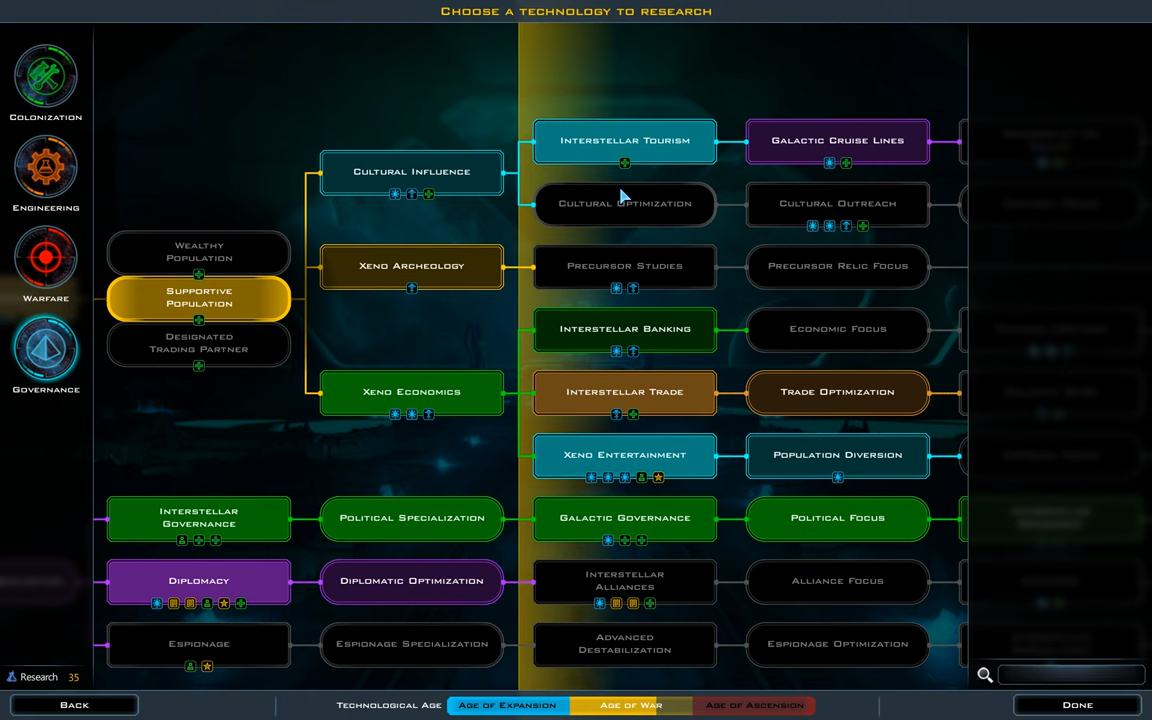 CHOOSE A TECHNOLOGY TO RESEARCH
COLONIZATION
ENGINEERING
WARFARE
GOVERNANCE
INTERSTELLAR TOURISM
GALACTIC CRUISE LINES
CULTURAL INFLUENCE
CULTURAL OPTIMIZATION
CULTURAL OUTREACH
WEALTHY
POPULATION
SUPPORTIVE
POPULATION
DESIGNATED
TRADING PARTNER
XENO ARCHEOLOGY
PRECURSOR STUDIES
PRECURSOR RELIC FOCUS
INTERSTELLAR BANKING
ECONOMIC FOCUS
XENO ECONOMICS
INTERSTELLAR TRADE
TRADE OPTIMIZATION
XENO ENTERTAINMENT
POPULATION DIVERSION
INTERSTELLAR
GOVERNANCE
POLITICAL SPECIALIZATION
GALACTIC GOVERNANCE
POLITICAL FOCUS
DIPLOMACY
DIPLOMATIC OPTIMIZATION
INTERSTELLAR
ALLIANCES
ALLIANCE FOCUS
ESPIONAGE
ESPIONAGE SPECIALIZATION
ADVANCED
DESTABILIZATION
ESPIONAGE OPTIMIZATION
Research 35
BACK
TECHNOLOGICAL AGE
AGE OF EXPANSION
AGE OF WAR
AGE OF ASCENSION
DONE